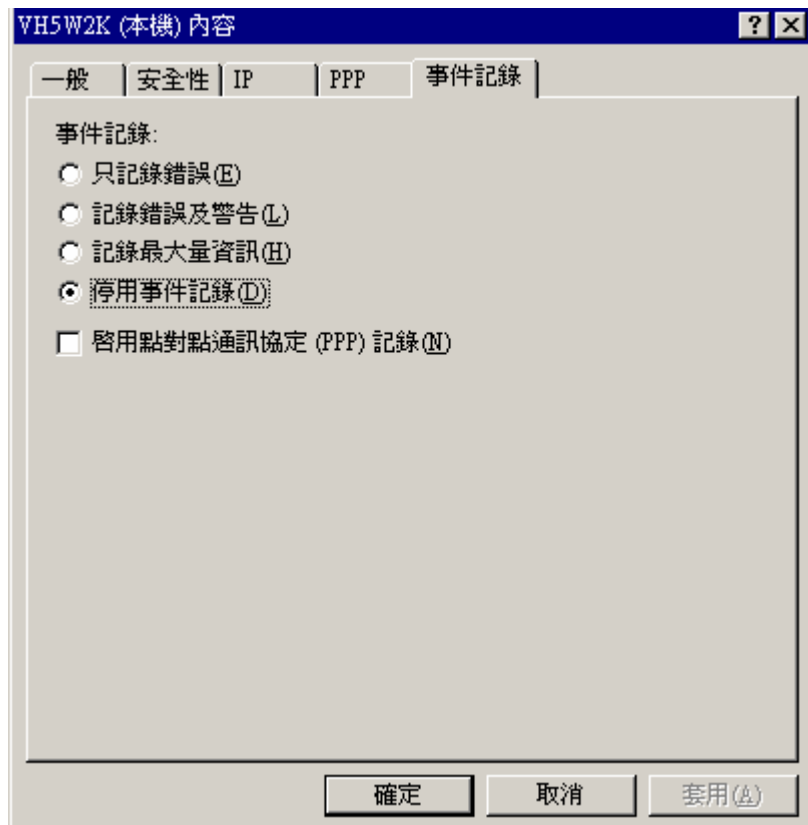 VH5W2K (本機) 內容
一般 安全性 IP PPP 事件記錄
事件記錄:
只記錄錯誤(E)
記錄錯誤及警告(L)
記錄最大量資訊(H)
停用事件記錄(D)
啓用點對點通訊協定 (PPP) 記錄(N)
確定 取消 套用(A)